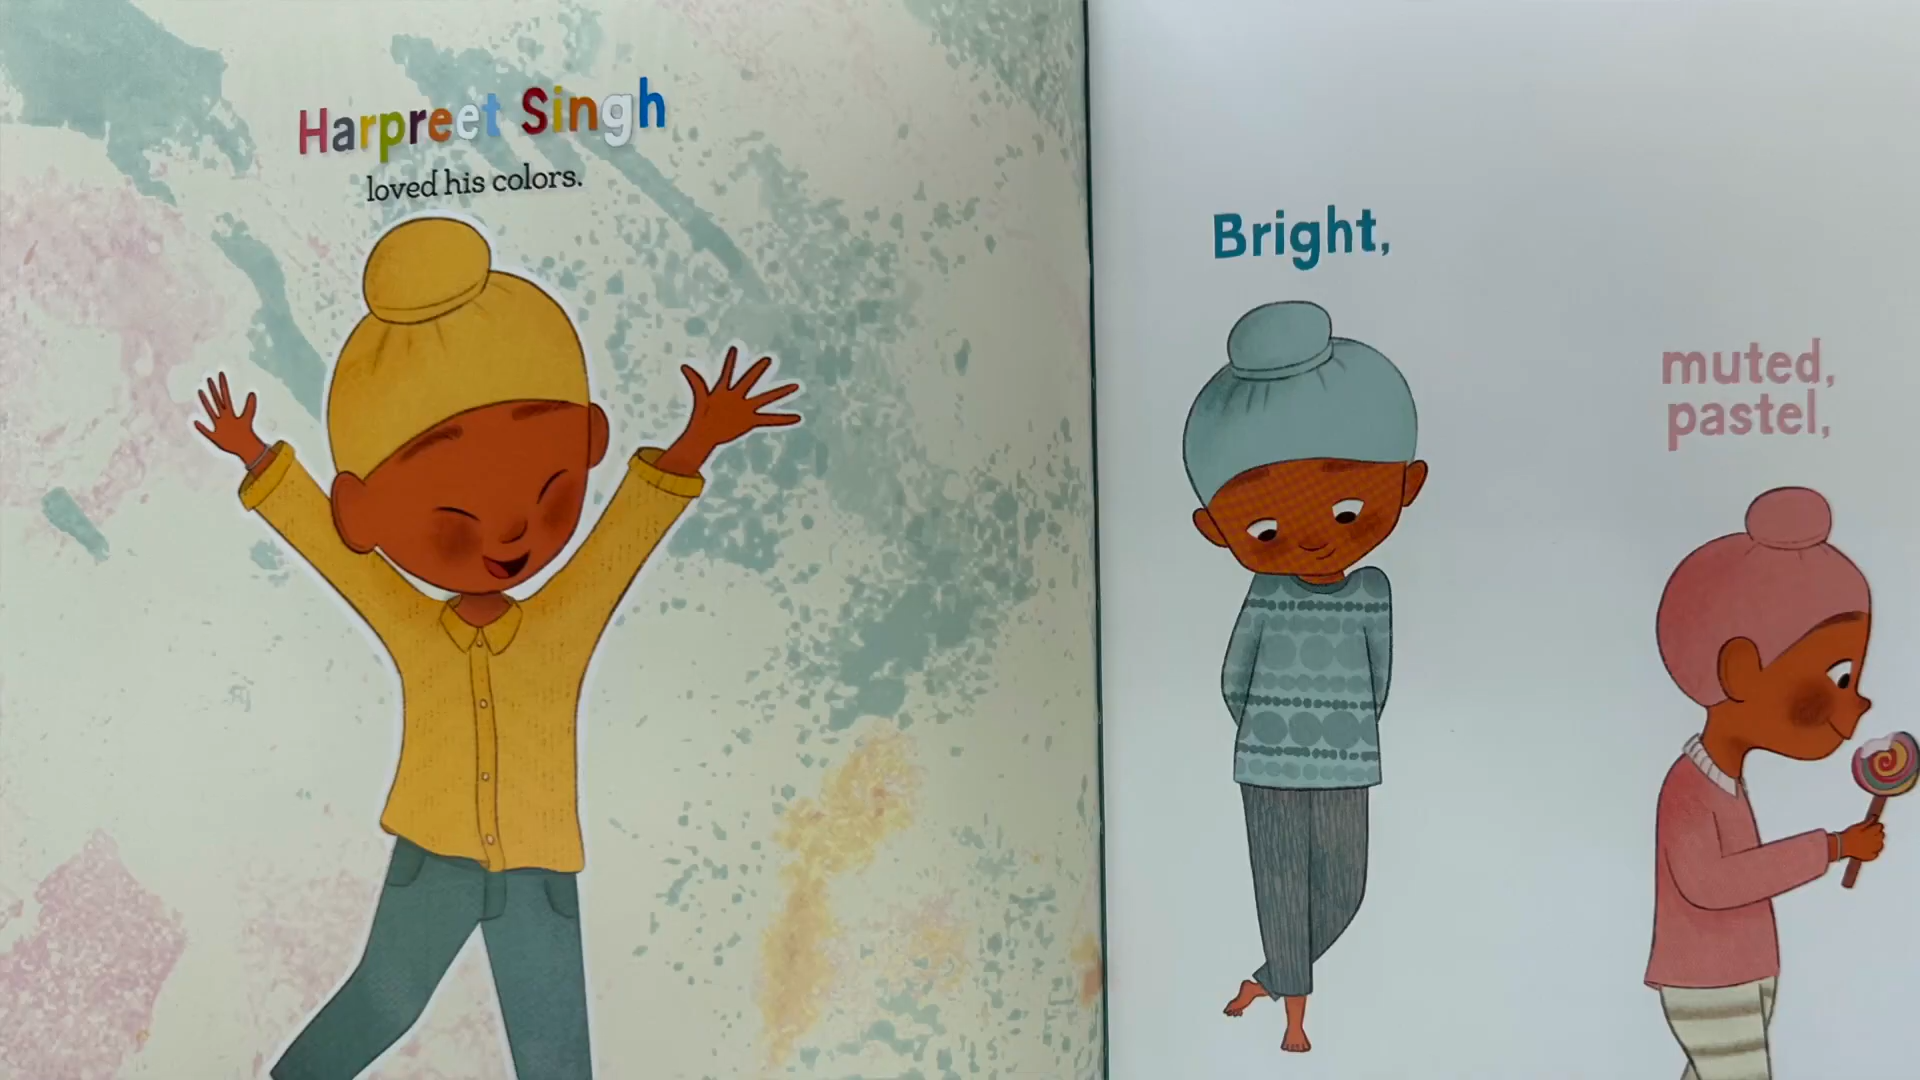 Harpreet Singh
loved his colors.
Bright,
muted,
pastel,